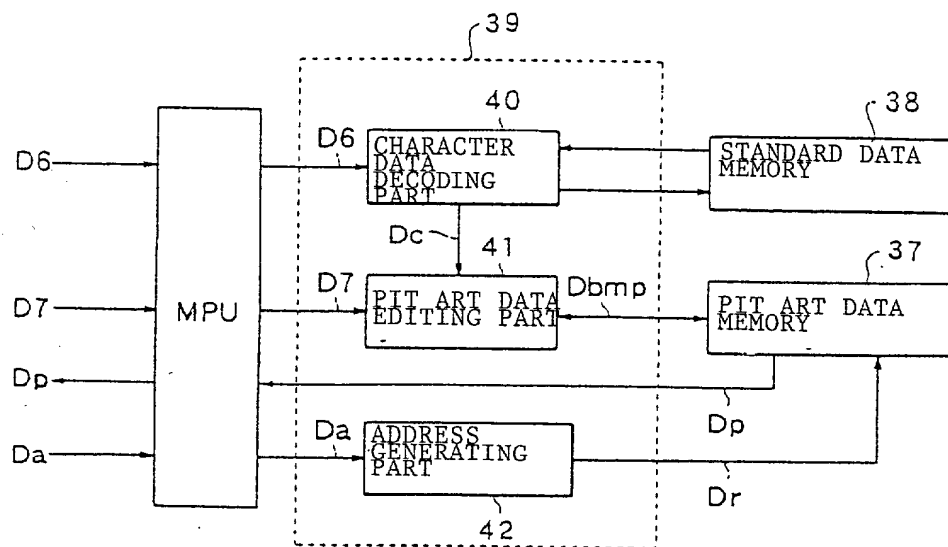 39
40
38
D6
D6
CHARACTER
DATA
DECODING
PART
STANDARD DATA
MEMORY
Dc
41
37
D7
MPU
D7
PIT ART DATA
EDITING PART
Dbmp
PIT ART DATA
MEMORY
Dp
Dp
Da
Da
ADDRESS
GENERATING
PART
Dr
42